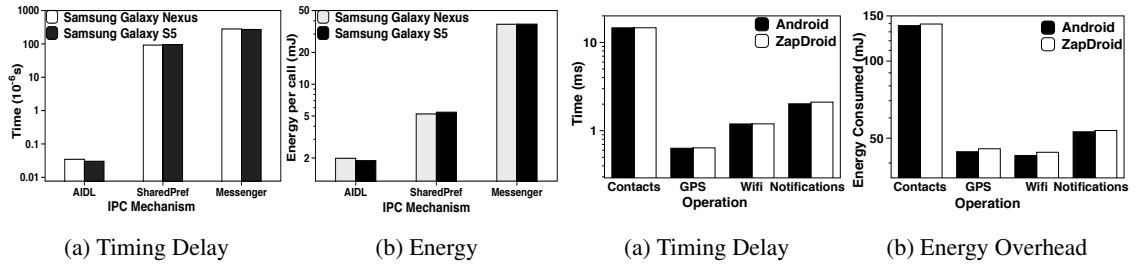 1000
100
10
1
0.1
0.01
Time (10⁻⁶s)
Samsung Galaxy Nexus
Samsung Galaxy S5
AIDL SharedPref Messenger
IPC Mechanism
(a) Timing Delay
50
20
10
5
2
Energy per call (mJ)
Samsung Galaxy Nexus
Samsung Galaxy S5
AIDL SharedPref Messenger
IPC Mechanism
(b) Energy
10
1
Time (ms)
Android
ZapDroid
Contacts GPS Wifi Notifications
Operation
(a) Timing Delay
150
100
50
Energy Consumed (mJ)
Android
ZapDroid
Contacts GPS Wifi Notifications
Operation
(b) Energy Overhead